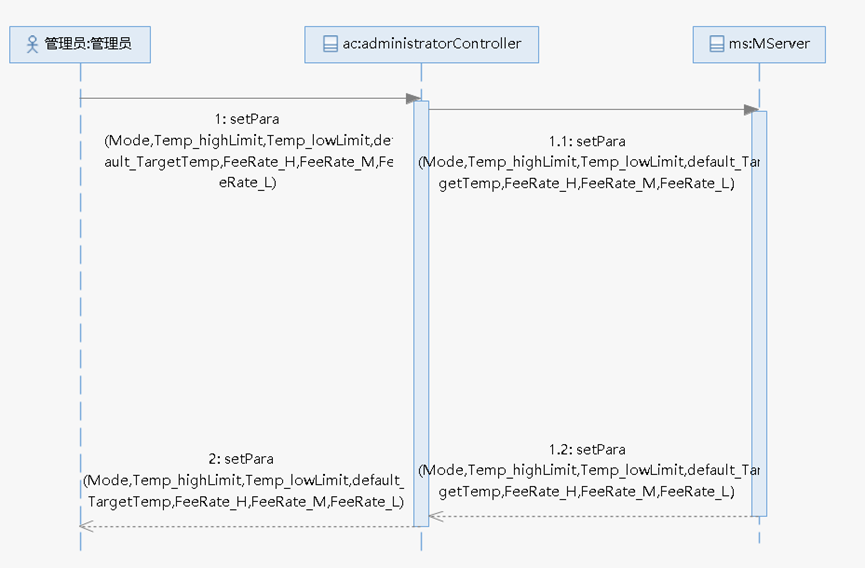 管理员:管理员
ac:administratorController
ms:MServer
1: setPara
(Mode,Temp_highLimit,Temp_lowLimit,def
ault_TargetTemp,FeeRate_H,FeeRate_M,Fe
eRate_L)
1.1: setPara
(Mode,Temp_highLimit,Temp_lowLimit,default_Tar
getTemp,FeeRate_H,FeeRate_M,FeeRate_L)
1.2: setPara
(Mode,Temp_highLimit,Temp_lowLimit,default_Tar
getTemp,FeeRate_H,FeeRate_M,FeeRate_L)
2: setPara
(Mode,Temp_highLimit,Temp_lowLimit,default_
TargetTemp,FeeRate_H,FeeRate_M,FeeRate_L)